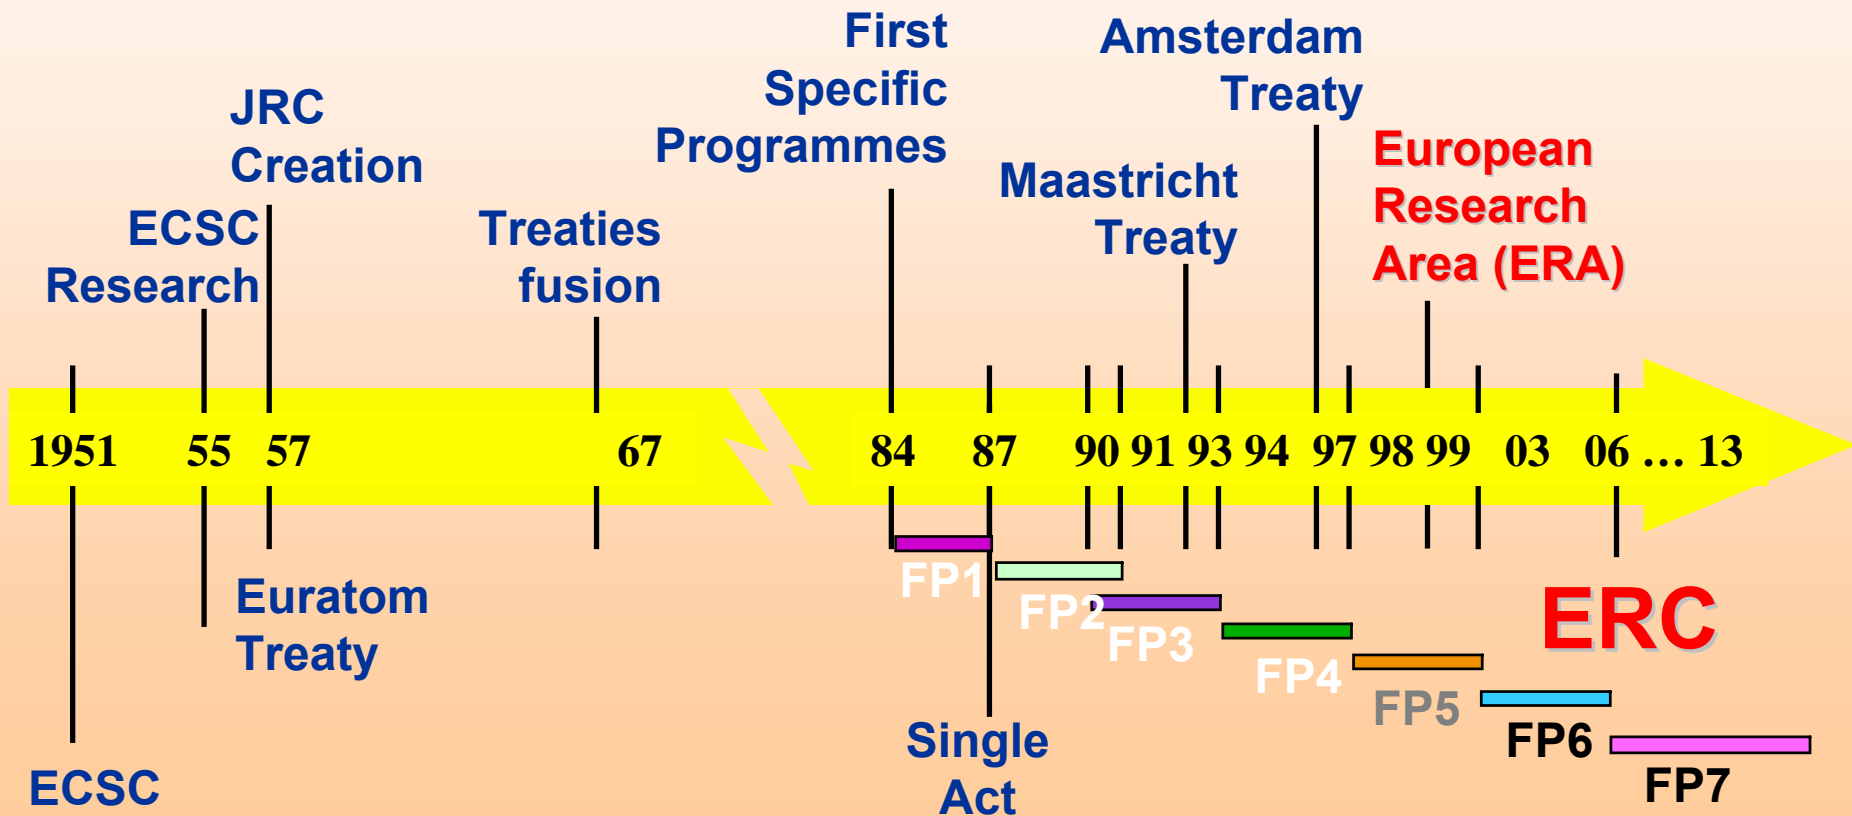 First
Specific
Programmes
Amsterdam
Treaty
JRC
Creation
European
Research
Area (ERA)
Maastricht
Treaty
ECSC
Research
Treaties
fusion
1951 55 57 67 84 87 90 91 93 94 97 98 99 03 06 ... 13
FP1
FP2
FP3
FP4
FP5
FP6
FP7
Euratom
Treaty
ERC
Single
Act
ECSC